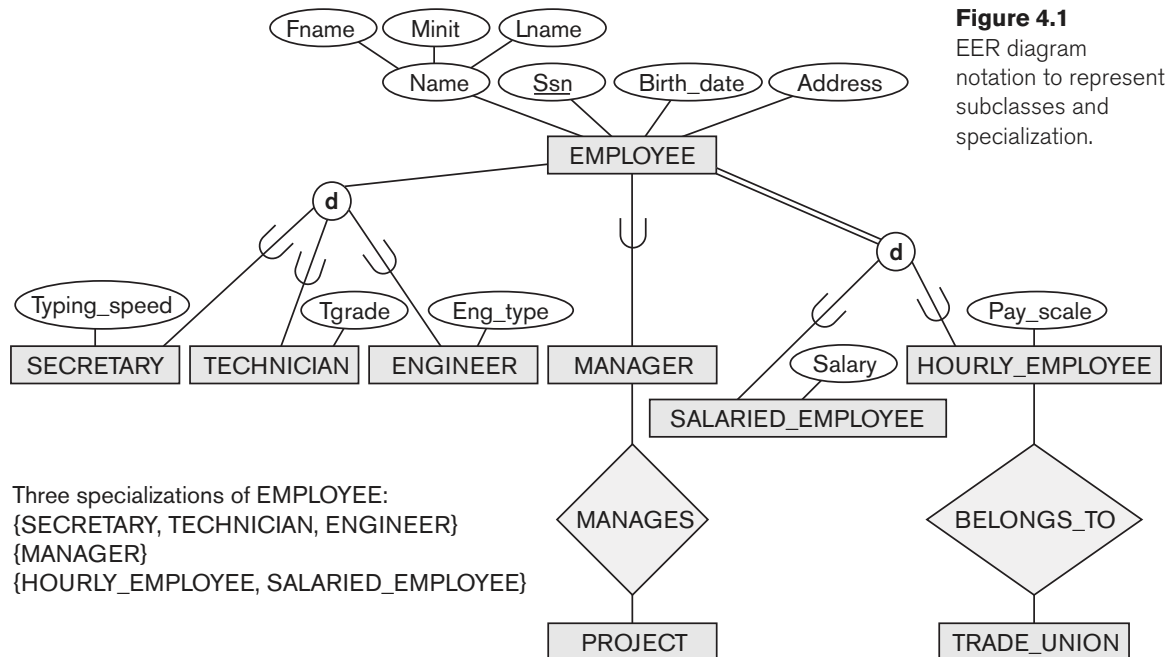 Figure 4.1
EER diagram
notation to represent
subclasses and
specialization.
Fname
Minit
Lname
Name
Ssn
Birth_date
Address
EMPLOYEE
d
d
Typing_speed
Tgrade
Eng_type
Pay_scale
SECRETARY
TECHNICIAN
ENGINEER
MANAGER
Salary
HOURLY_EMPLOYEE
SALARIED_EMPLOYEE
Three specializations of EMPLOYEE:
{SECRETARY, TECHNICIAN, ENGINEER}
{MANAGER}
{HOURLY_EMPLOYEE, SALARIED_EMPLOYEE}
MANAGES
BELONGS_TO
PROJECT
TRADE_UNION